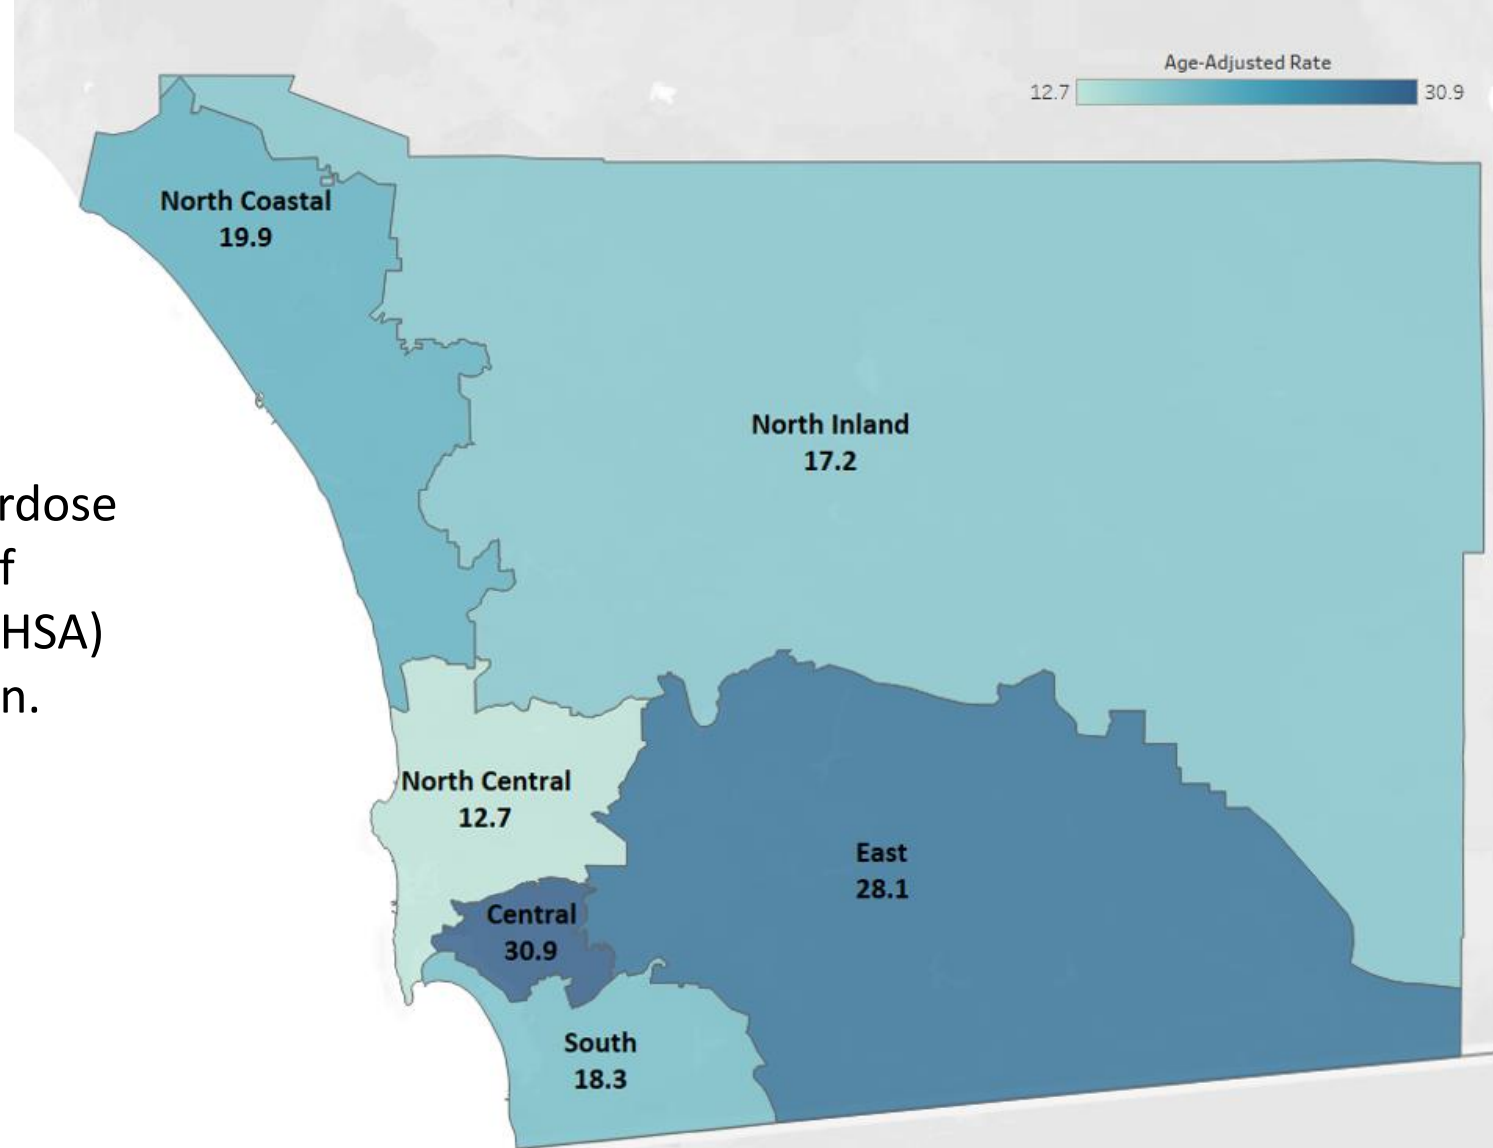 Age-Adjusted Rate
12.7 30.9
North Coastal
19.9
North Inland
17.2
rdose
f
HSA)
n.
North Central
12.7
East
28.1
Central
30.9
South
18.3